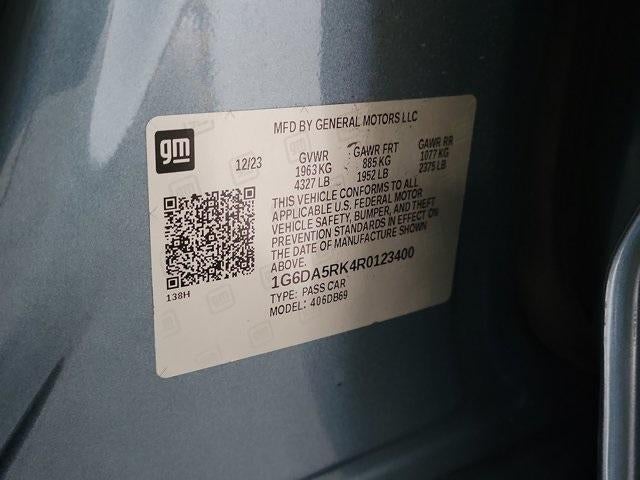 gm
MFD BY GENERAL MOTORS LLC
12/23
GVWR GAWR FRT GAWR RR
1963 KG 885 KG 1077 KG
4327 LB 1952 LB 2375 LB
THIS VEHICLE CONFORMS TO ALL
APPLICABLE U.S. FEDERAL MOTOR
VEHICLE SAFETY, BUMPER, AND THEFT
PREVENTION STANDARDS IN EFFECT ON
THE DATE OF MANUFACTURE SHOWN
ABOVE.
138H
1G6DA5RK4R0123400
TYPE: PASS CAR
MODEL: 406DB69